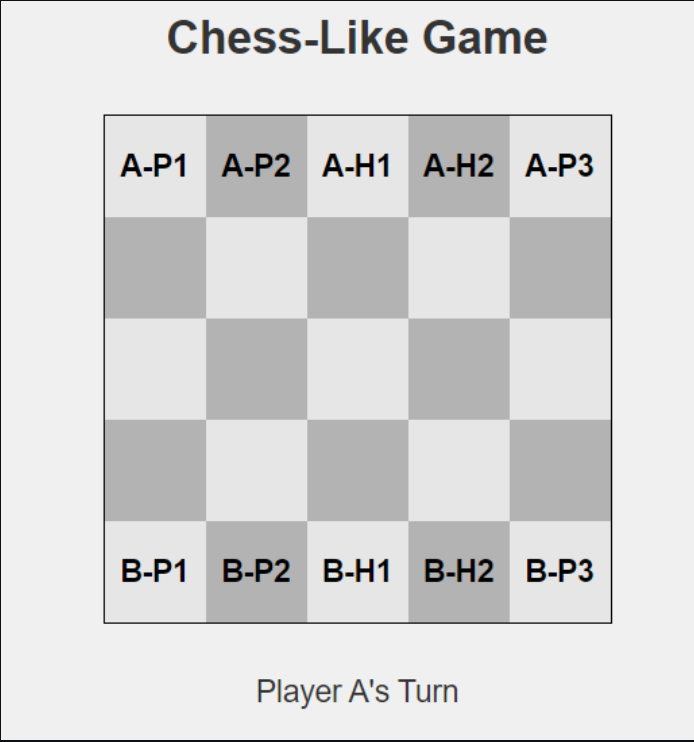 Chess-Like Game
A-P1 A-P2 A-H1 A-H2 A-P3
B-P1 B-P2 B-H1 B-H2 B-P3
Player A's Turn